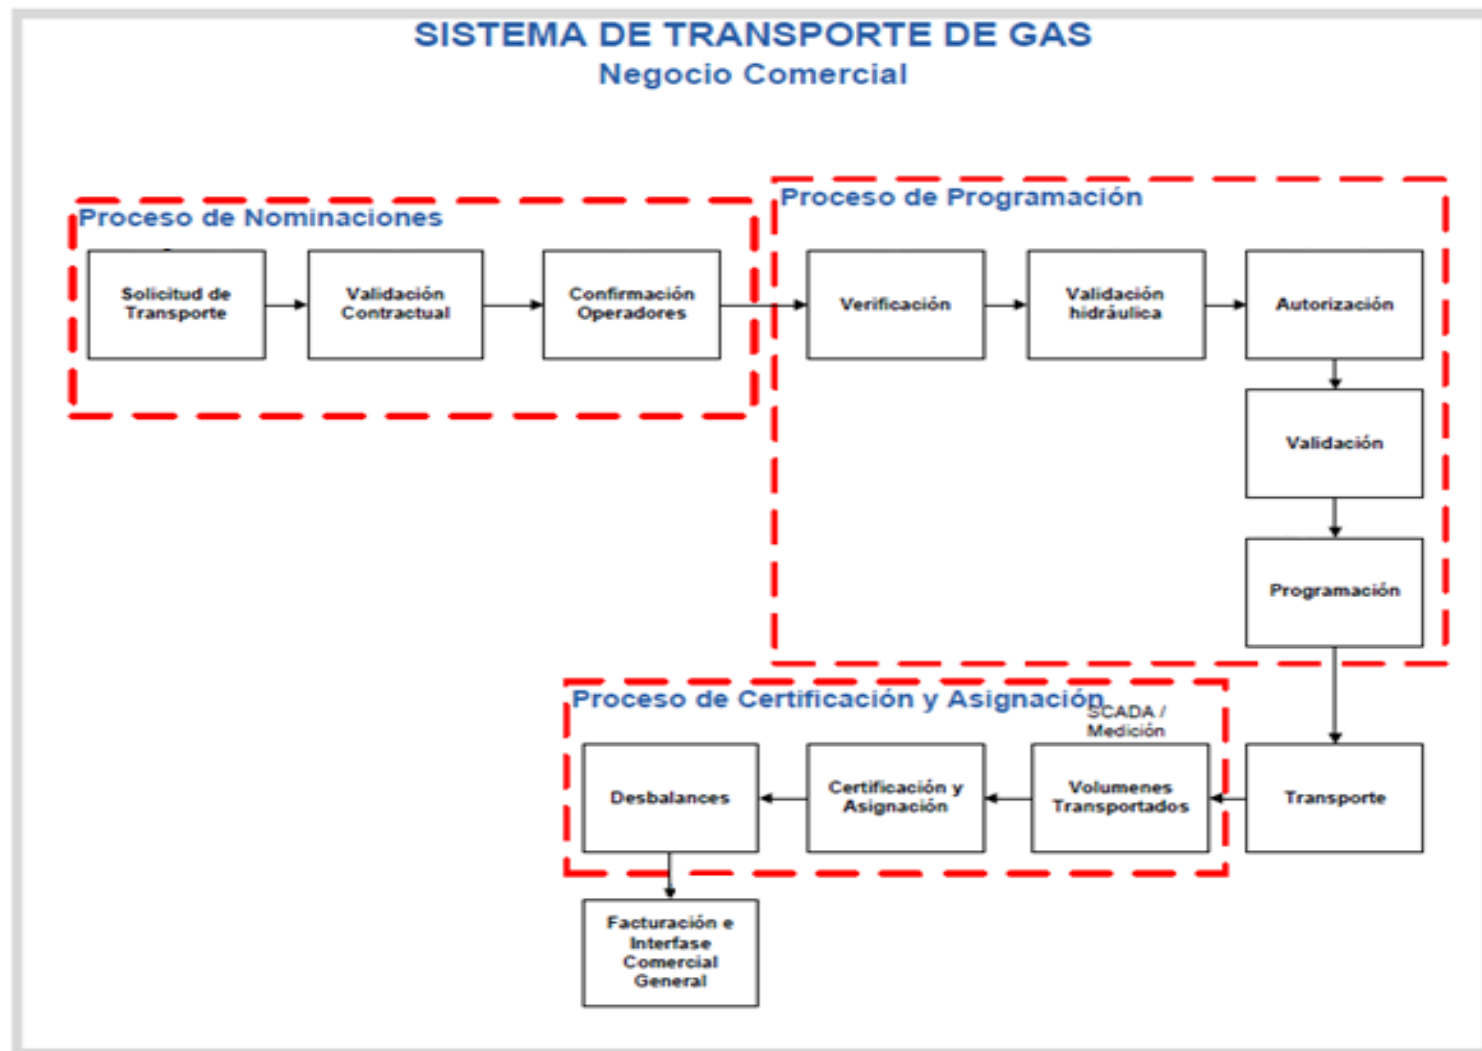 SISTEMA DE TRANSPORTE DE GAS
Negocio Comercial
Proceso de Nominaciones
Solicitud de
Transporte
Validación
Contractual
Confirmación
Operadores
Proceso de Programación
Verificación
Validación
hidráulica
Autorización
Validación
Programación
Proceso de Certificación y Asignación
SCADA /
Medición
Desbalances
Certificación y
Asignación
Volumenes
Transportados
Transporte
Facturación e
Interfase
Comercial
General